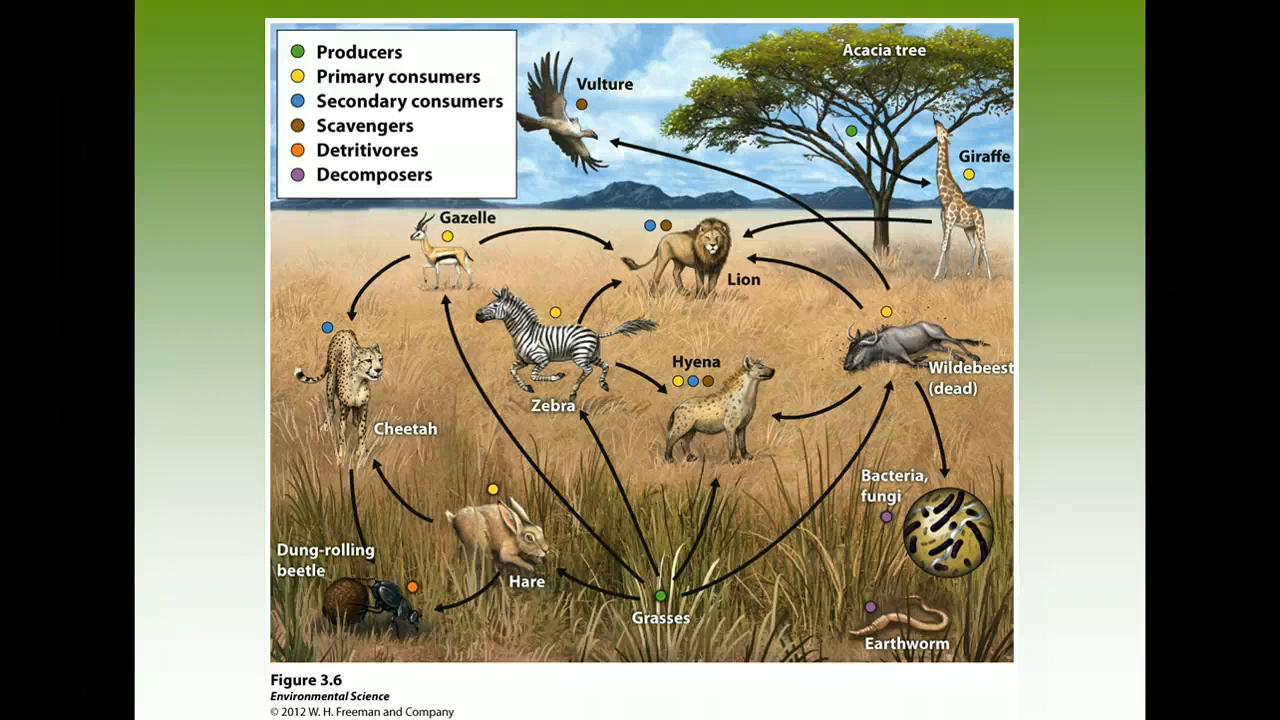 Producers
Primary consumers
Secondary consumers
Scavengers
Detritivores
Decomposers
Vulture
Acacia tree
Giraffe
Gazelle
Lion
Hyena
Wildebeest
(dead)
Zebra
Cheetah
Bacteria,
fungi
Dung-rolling
beetle
Hare
Grasses
Earthworm
Figure 3.6
Environmental Science
© 2012 W. H. Freeman and Company